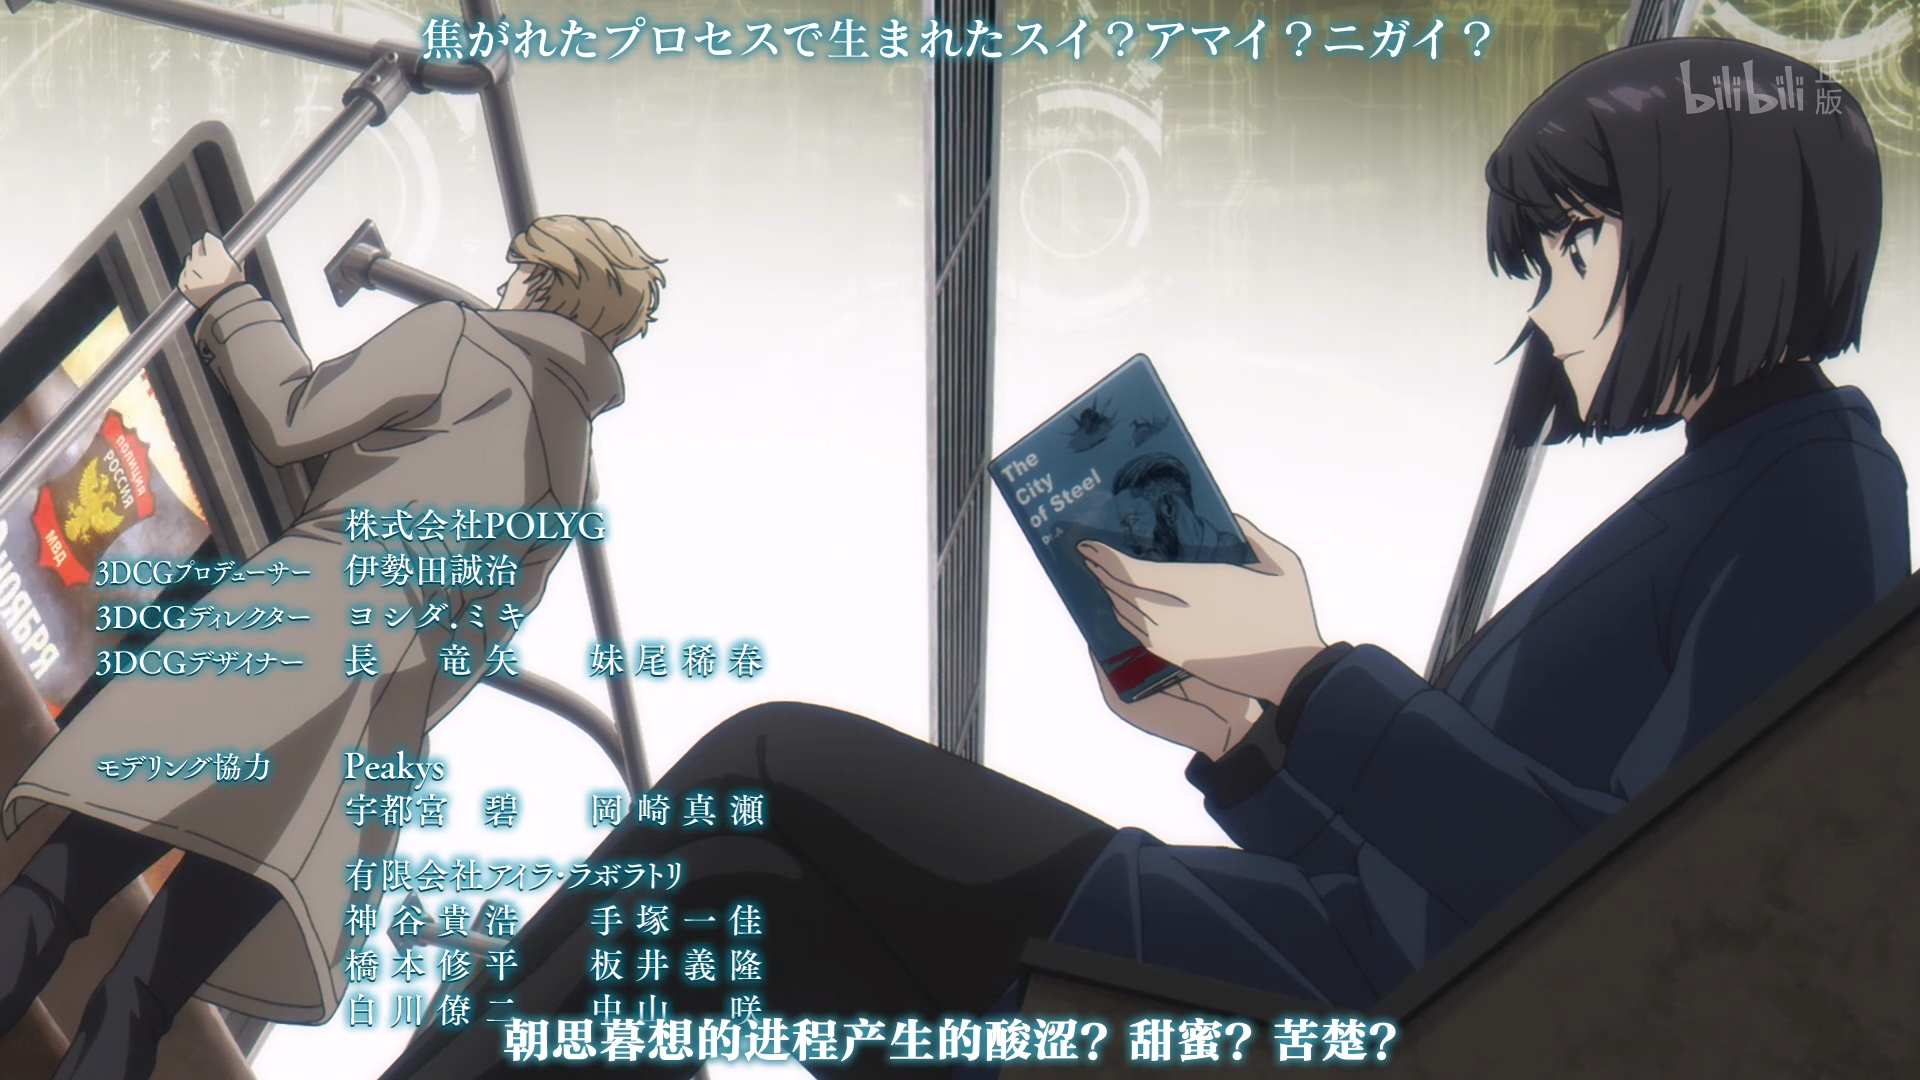 焦がれたプロセスで生まれたスイ？アマイ？ニガイ？
bilibili 正版
The
City
of Steel
Dr.A
ПОЛИЦИЯ
РОССИЯ
МВД
НОЯБРЯ
株式会社POLYG
3DCGプロデューサー 伊勢田誠治
3DCGディレクター ヨシダ.ミキ
3DCGデザイナー 長 竜矢 妹尾稀春
モデリング協力 Peakys
宇都宮 碧 岡崎真瀬
有限会社アイラ・ラボラトリ
神谷貴浩 手塚一佳
橋本修平 板井義隆
白川僚二 中山 咲
朝思暮想的进程产生的酸涩？甜蜜？苦楚？